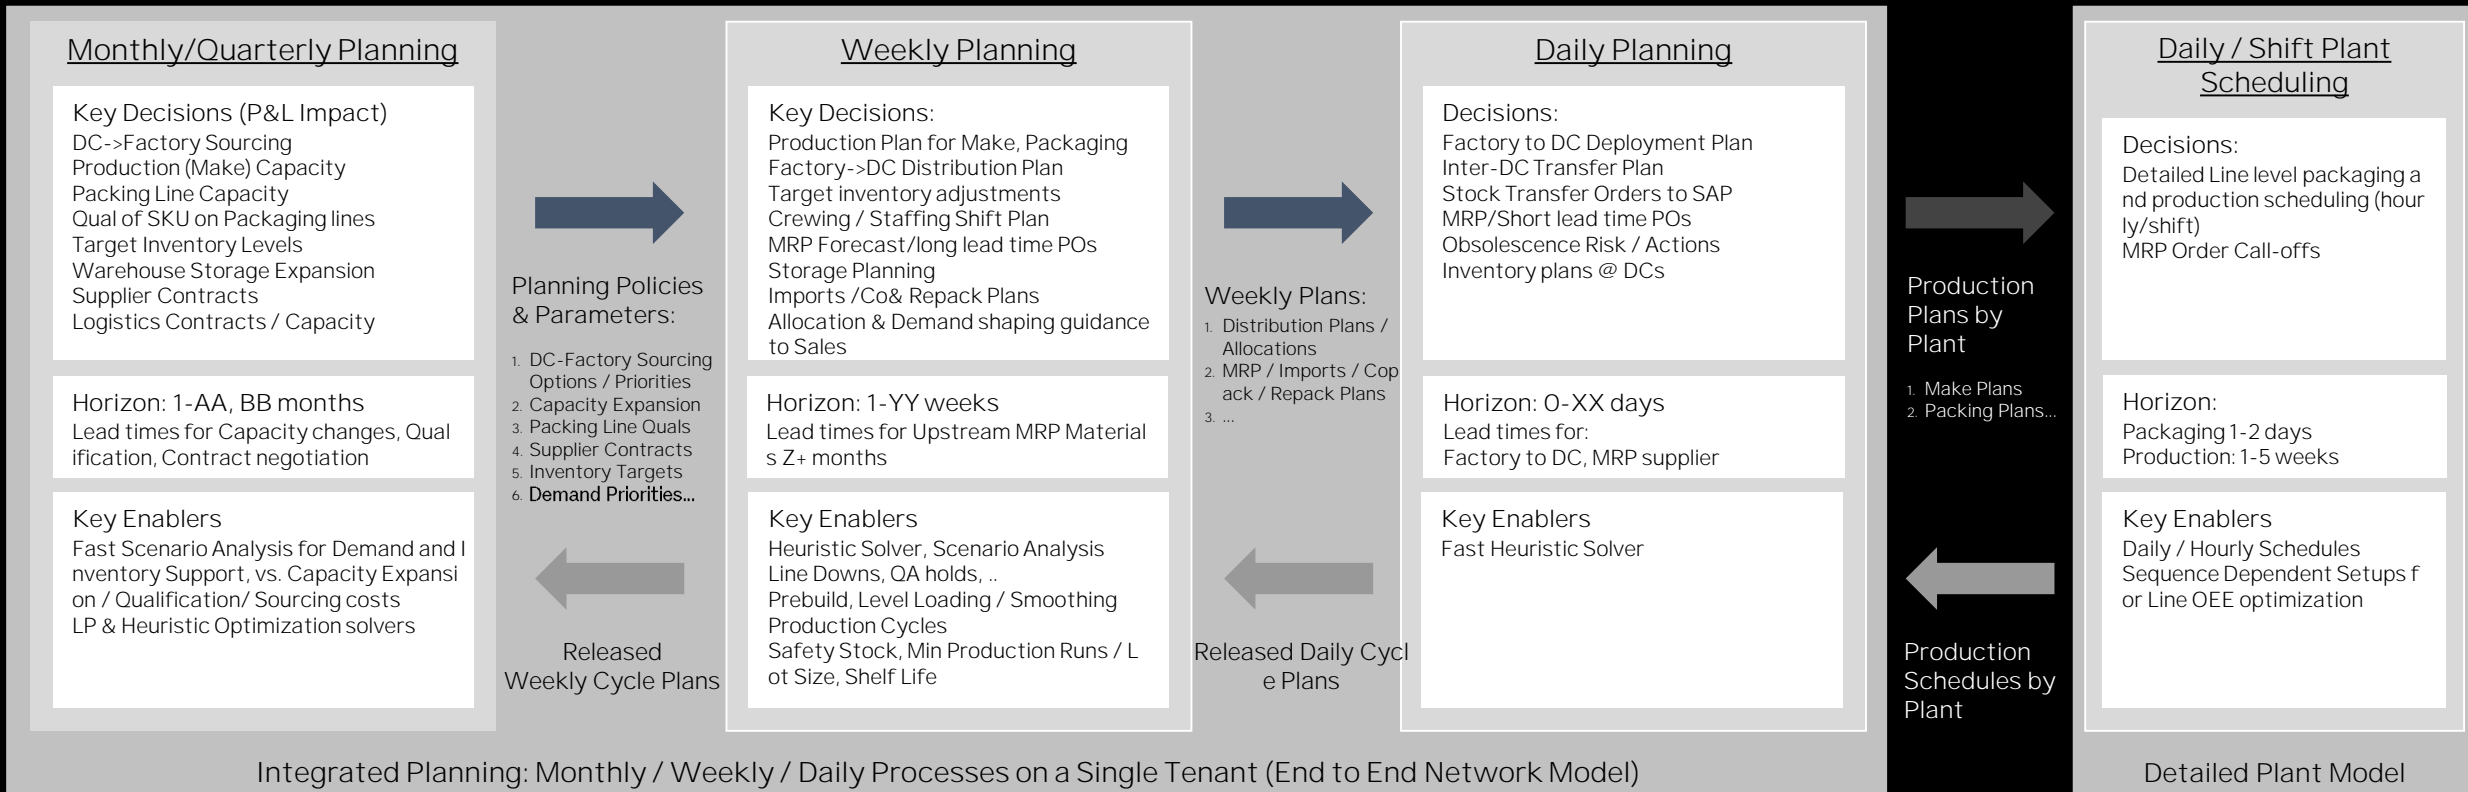 Monthly/Quarterly Planning
Key Decisions (P&L Impact)
DC->Factory Sourcing
Production (Make) Capacity
Packing Line Capacity
Qual of SKU on Packaging lines
Target Inventory Levels
Warehouse Storage Expansion
Supplier Contracts
Logistics Contracts / Capacity
Horizon: 1-AA, BB months
Lead times for Capacity changes, Qual
ification, Contract negotiation
Key Enablers
Fast Scenario Analysis for Demand and I
nventory Support, vs. Capacity Expansi
on / Qualification/ Sourcing costs
LP & Heuristic Optimization solvers
Planning Policies
& Parameters:
1. DC-Factory Sourcing
Options / Priorities
2. Capacity Expansion
3. Packing Line Quals
4. Supplier Contracts
5. Inventory Targets
6. Demand Priorities...
Released
Weekly Cycle Plans
Weekly Planning
Key Decisions:
Production Plan for Make, Packaging
Factory->DC Distribution Plan
Target inventory adjustments
Crewing / Staffing Shift Plan
MRP Forecast/long lead time POs
Storage Planning
Imports /Co& Repack Plans
Allocation & Demand shaping guidance
to Sales
Horizon: 1-YY weeks
Lead times for Upstream MRP Material
s Z+ months
Key Enablers
Heuristic Solver, Scenario Analysis
Line Downs, QA holds, ..
Prebuild, Level Loading / Smoothing
Production Cycles
Safety Stock, Min Production Runs / L
ot Size, Shelf Life
Weekly Plans:
1. Distribution Plans /
Allocations
2. MRP / Imports / Cop
ack / Repack Plans
3. ...
Released Daily Cycl
e Plans
Daily Planning
Decisions:
Factory to DC Deployment Plan
Inter-DC Transfer Plan
Stock Transfer Orders to SAP
MRP/Short lead time POs
Obsolescence Risk / Actions
Inventory plans @ DCs
Horizon: 0-XX days
Lead times for:
Factory to DC, MRP supplier
Key Enablers
Fast Heuristic Solver
Production
Plans by
Plant
1. Make Plans
2. Packing Plans...
Production
Schedules by
Plant
Daily / Shift Plant
Scheduling
Decisions:
Detailed Line level packaging a
nd production scheduling (hour
ly/shift)
MRP Order Call-offs
Horizon:
Packaging 1-2 days
Production: 1-5 weeks
Key Enablers
Daily / Hourly Schedules
Sequence Dependent Setups f
or Line OEE optimization
Integrated Planning: Monthly / Weekly / Daily Processes on a Single Tenant (End to End Network Model)
Detailed Plant Model